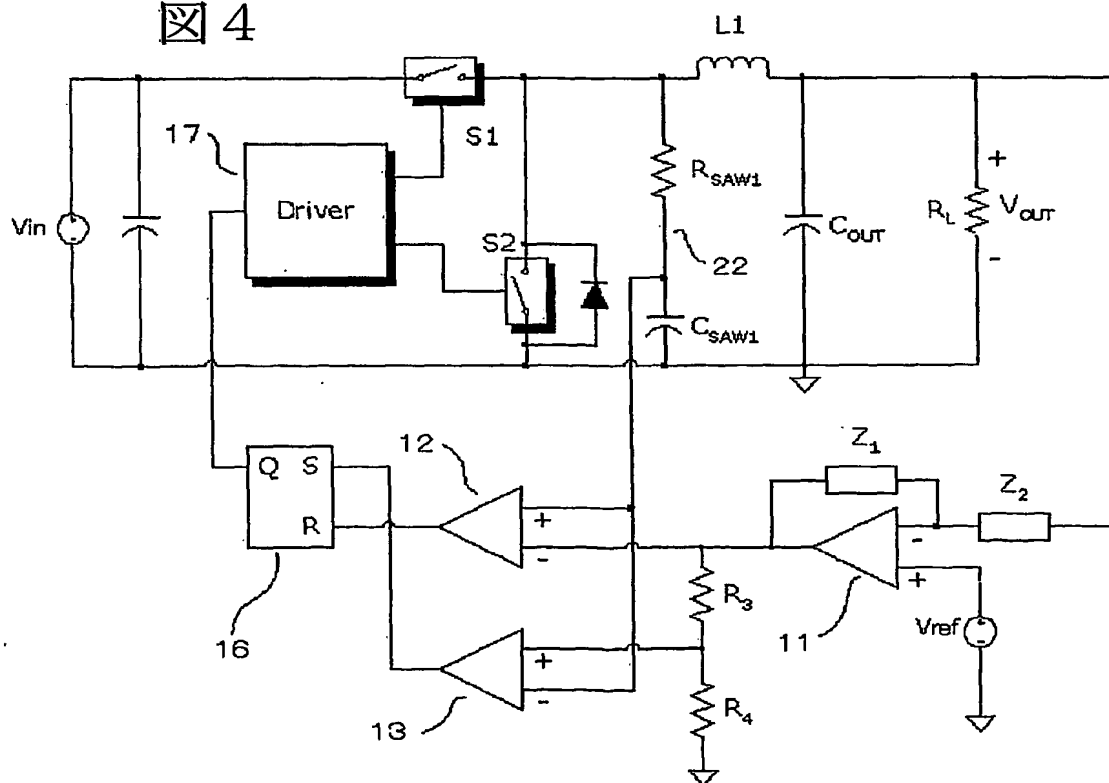 図4
L1
17
S1
R_SAW1
+
Vin
Driver
S2
22
C_OUT
R_L
V_OUT
-
C_SAW1
12
Z_1
Q S
Z_2
R
+
-
-
+
R_3
11
16
Vref
+
-
13
R_4